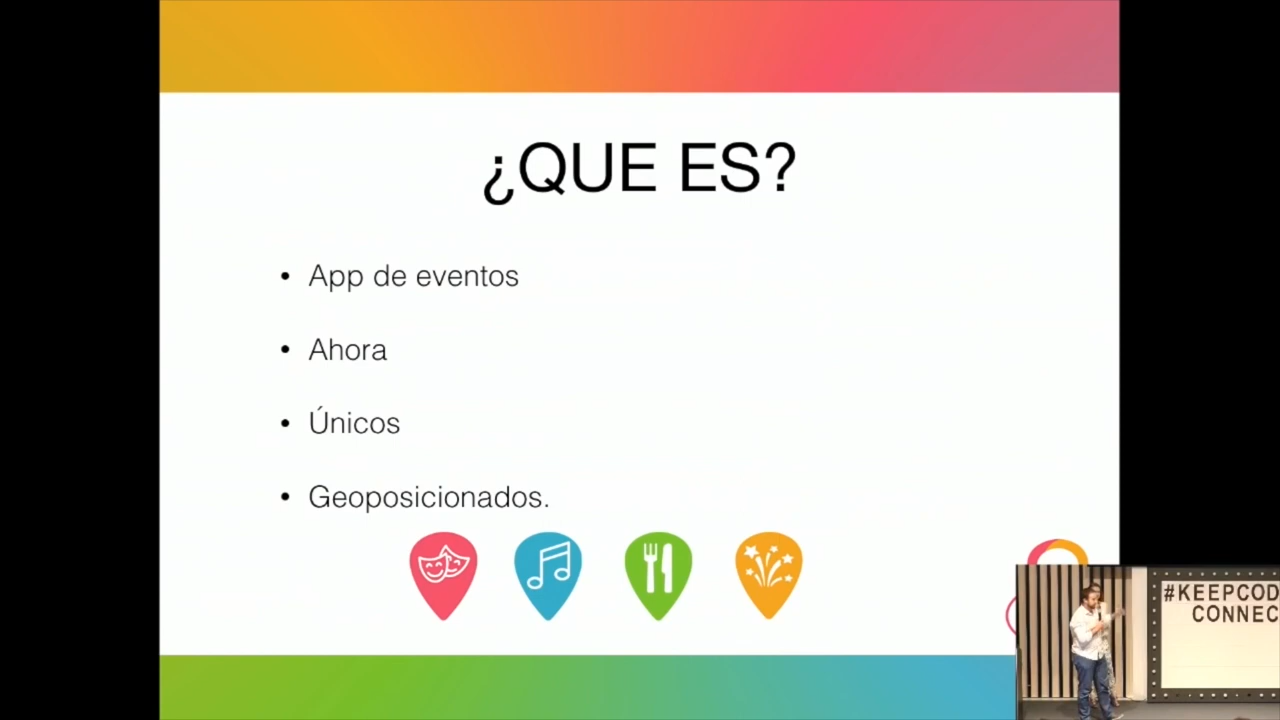 ¿QUE ES?
• App de eventos
• Ahora
• Únicos
• Geoposicionados.
#KEEPCOD
CONNEC